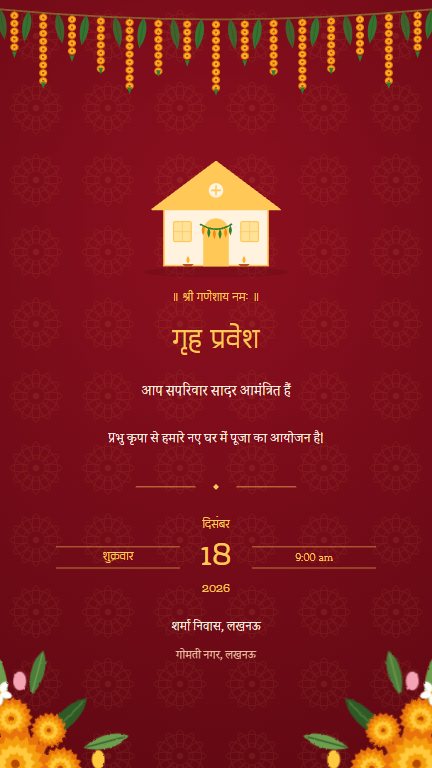 ॥ श्री गणेशाय नमः ॥
गृह प्रवेश
आप सपरिवार सादर आमंत्रित हैं
प्रभु कृपा से हमारे नए घर में पूजा का आयोजन है।
दिसंबर
शुक्रवार 18 9:00 am
2026
शर्मा निवास, लखनऊ
गोमती नगर, लखनऊ